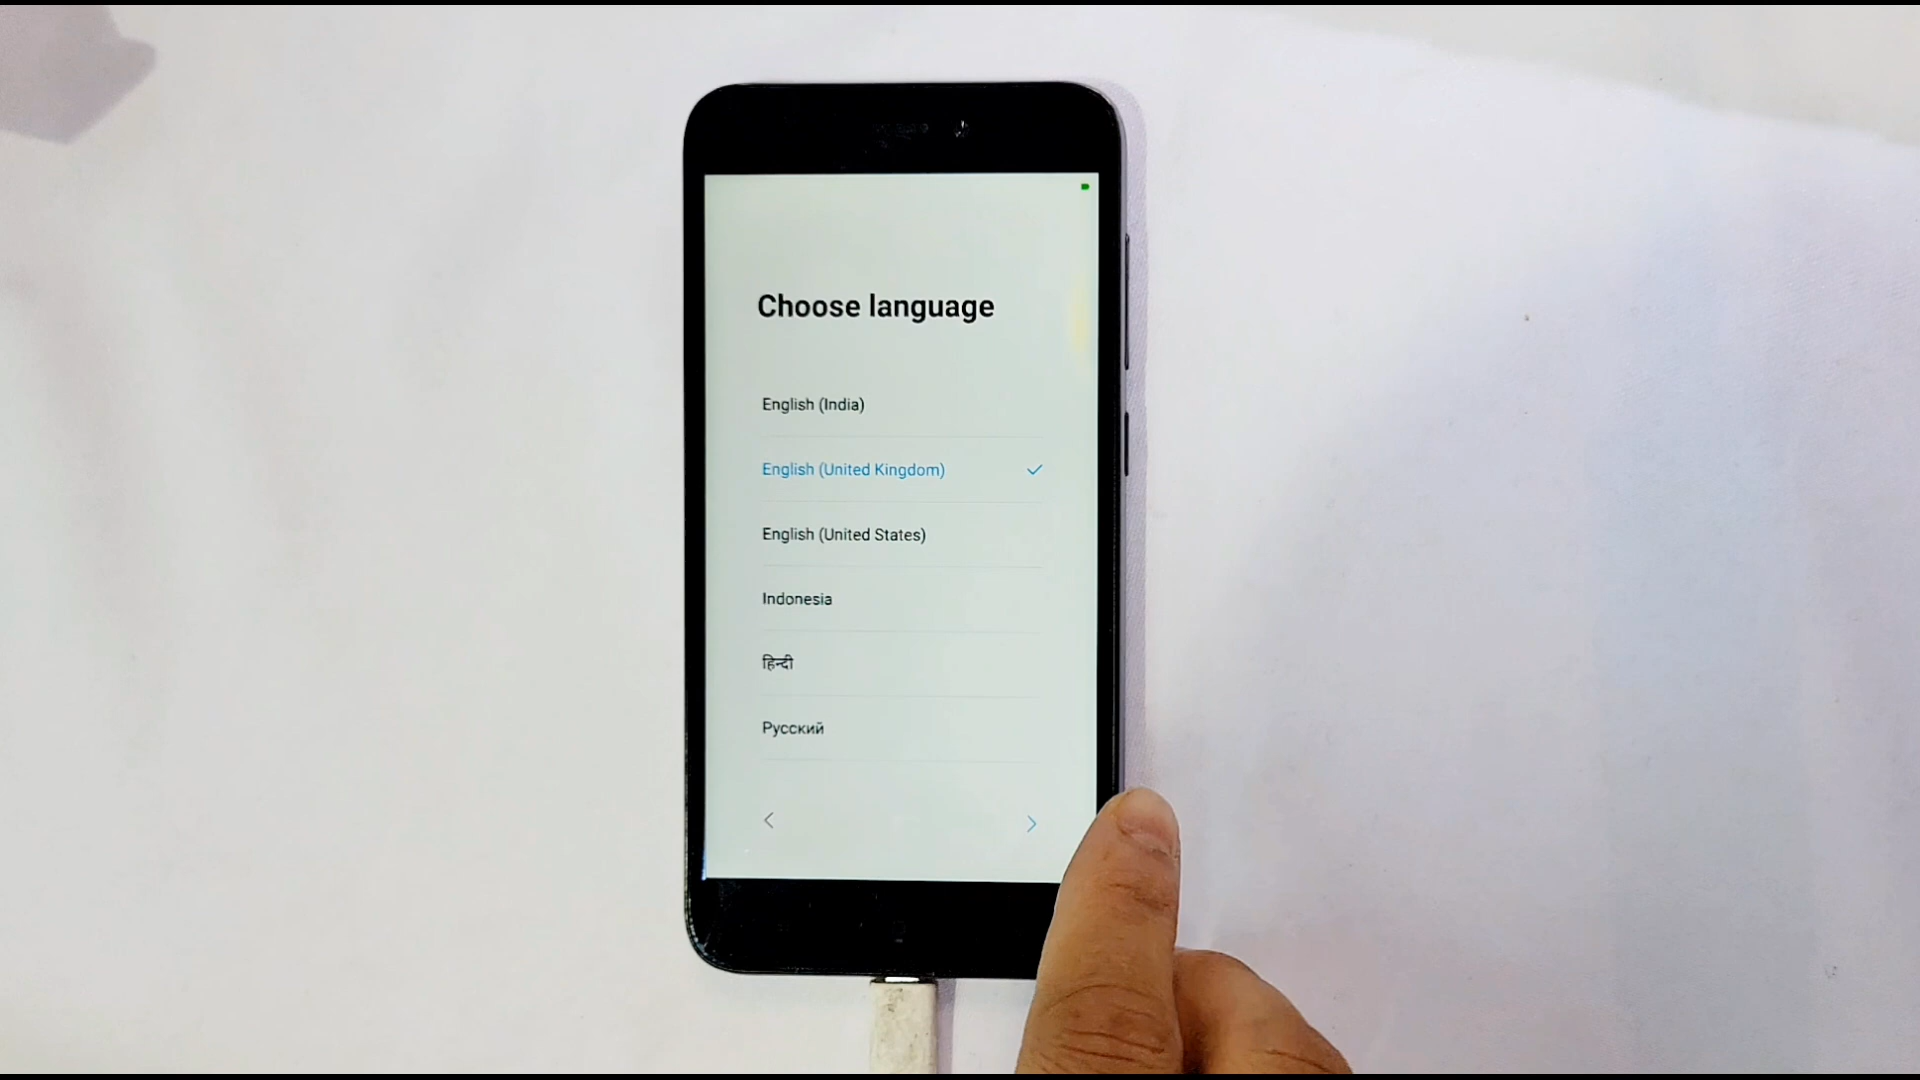 Choose language
English (India)
English (United Kingdom)
English (United States)
Indonesia
हिन्दी
Русский